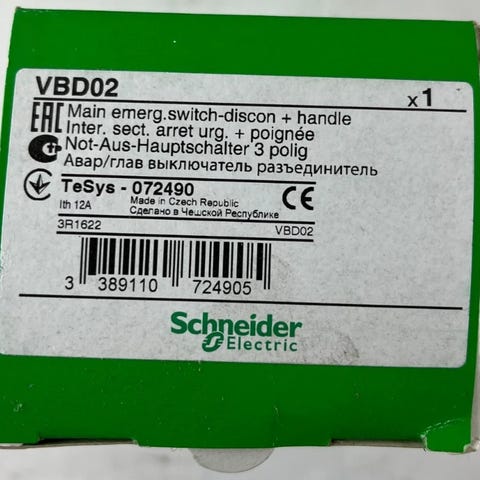 VBD02
x1
EAC
Main emerg.switch-discon + handle
Inter. sect. arret urg. + poignée
Not-Aus-Hauptschalter 3 polig
Авар/глав выключатель разъединитель
TeSys - 072490
CE
Ith 12A
Made in Czech Republic
Сделано в Чешской Республике
3R1622
VBD02
3 389110 724905
Schneider
Electric